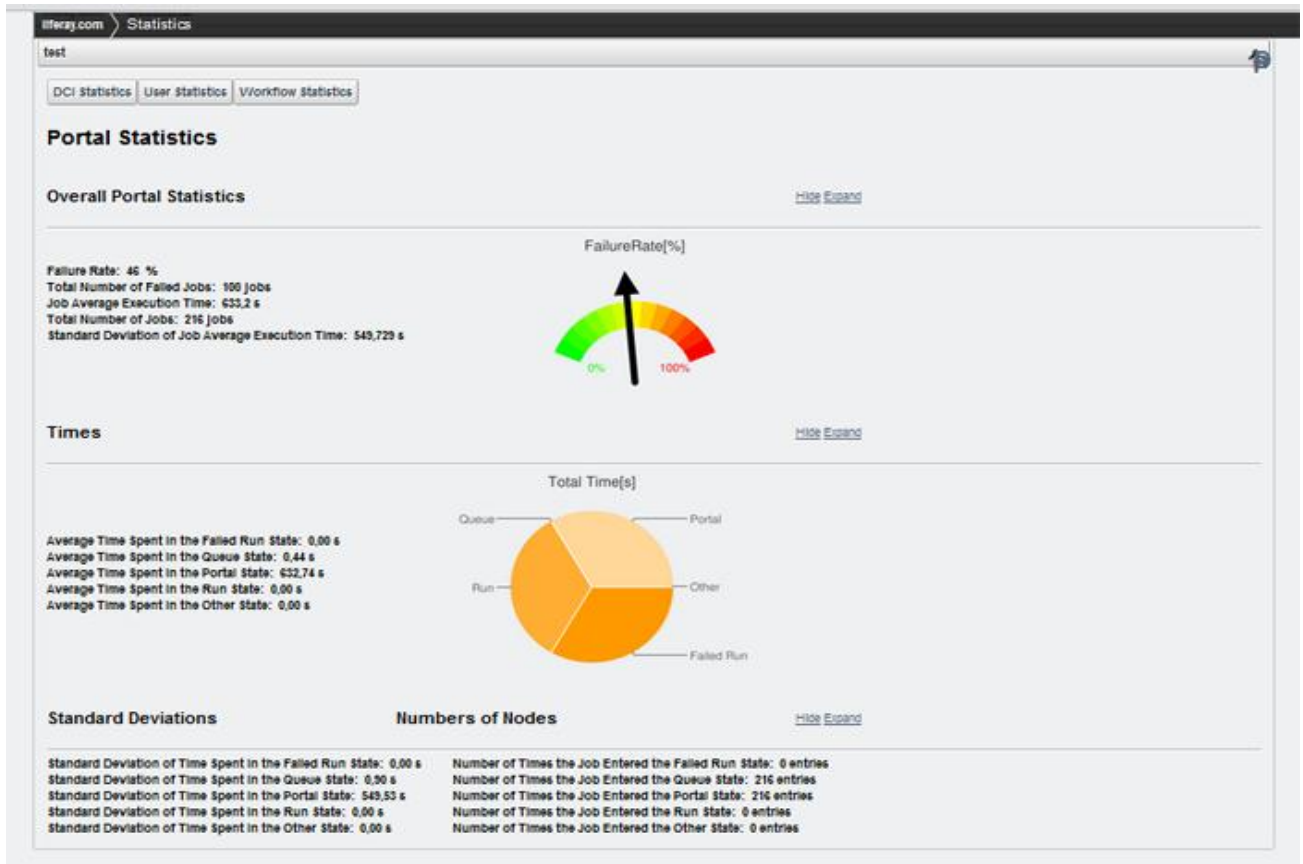 liferay.com > Statistics
test
DCI Statistics User Statistics Workflow Statistics
Portal Statistics
Overall Portal Statistics Hide Expand
FailureRate[%]
Failure Rate: 46 %
Total Number of Failed Jobs: 100 jobs
Job Average Execution Time: 633,2 s
Total Number of Jobs: 216 jobs
Standard Deviation of Job Average Execution Time: 549,729 s
0% 100%
Times Hide Expand
Total Time[s]
Queue Portal
Run Other
Failed Run
Average Time Spent in the Failed Run State: 0,00 s
Average Time Spent in the Queue State: 0,44 s
Average Time Spent in the Portal State: 632,74 s
Average Time Spent in the Run State: 0,00 s
Average Time Spent in the Other State: 0,00 s
Standard Deviations Numbers of Nodes Hide Expand
Standard Deviation of Time Spent in the Failed Run State: 0,00 s Number of Times the Job Entered the Failed Run State: 0 entries
Standard Deviation of Time Spent in the Queue State: 0,90 s Number of Times the Job Entered the Queue State: 216 entries
Standard Deviation of Time Spent in the Portal State: 549,53 s Number of Times the Job Entered the Portal State: 216 entries
Standard Deviation of Time Spent in the Run State: 0,00 s Number of Times the Job Entered the Run State: 0 entries
Standard Deviation of Time Spent in the Other State: 0,00 s Number of Times the Job Entered the Other State: 0 entries